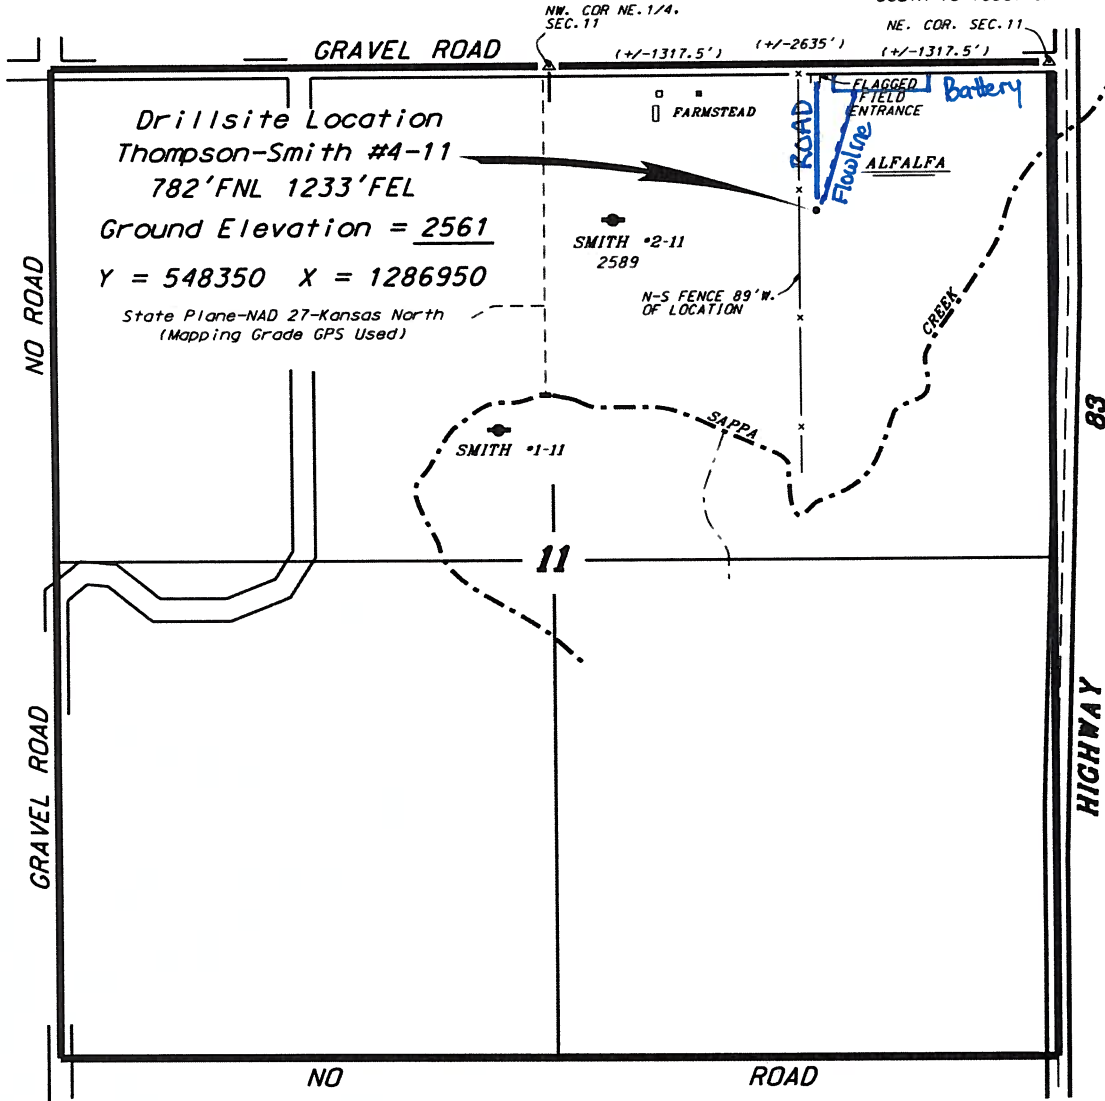 NW. COR NE.1/4.
SEC.11
NE. COR. SEC.11
GRAVEL ROAD
(+/-1317.5')
(+/-2635')
(+/-1317.5')
Drillsite Location
Thompson-Smith #4-11
782'FNL 1233'FEL
Ground Elevation = 2561
Y = 548350 X = 1286950
State Plane-NAD 27-Kansas North
(Mapping Grade GPS Used)
FARMSTEAD
FLAGGED
FIELD
ENTRANCE
Battery
ROAD
Flowline
ALFALFA
SMITH #2-11
2589
N-S FENCE 89'W.
OF LOCATION
NO ROAD
CREEK
SAPPA
83
SMITH #1-11
11
GRAVEL ROAD
HIGHWAY
NO ROAD